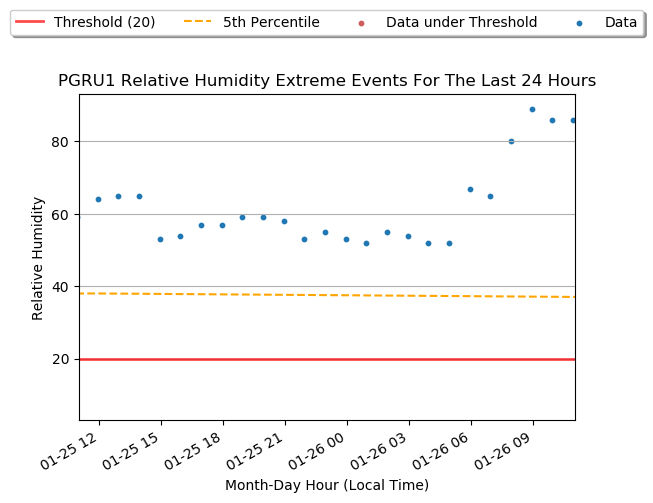 Threshold (20) 5th Percentile Data under Threshold Data
PGRU1 Relative Humidity Extreme Events For The Last 24 Hours
80
60
40
20
Relative Humidity
01-25 12 01-25 15 01-25 18 01-25 21 01-26 00 01-26 03 01-26 06 01-26 09
Month-Day Hour (Local Time)